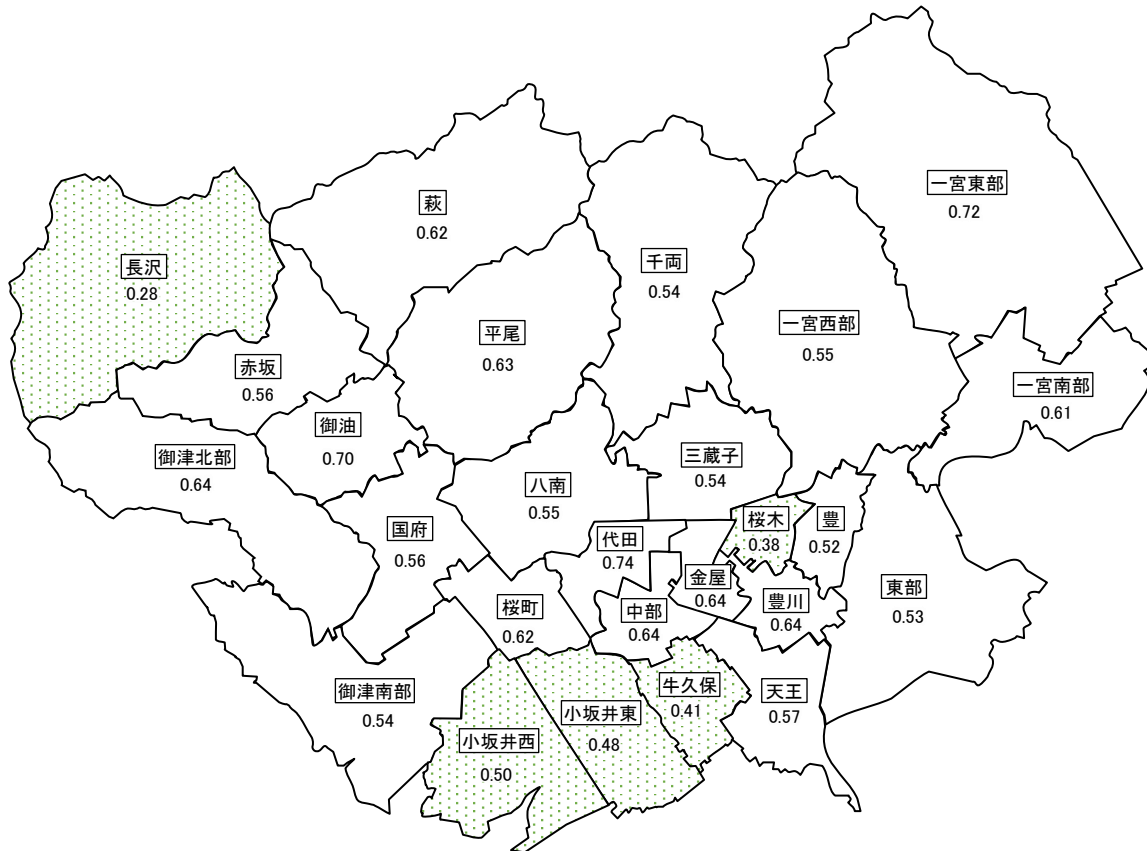 一宮東部
0.72
萩
0.62
千両
0.54
長沢
0.28
平尾
0.63
一宮西部
0.55
赤坂
0.56
一宮南部
0.61
御油
0.70
御津北部
0.64
三蔵子
0.54
八南
0.55
国府
0.56
桜木
0.38
豊
0.52
代田
0.74
金屋
0.64
豊川
0.64
東部
0.53
桜町
0.62
中部
0.64
御津南部
0.54
牛久保
0.41
天王
0.57
小坂井東
0.48
小坂井西
0.50